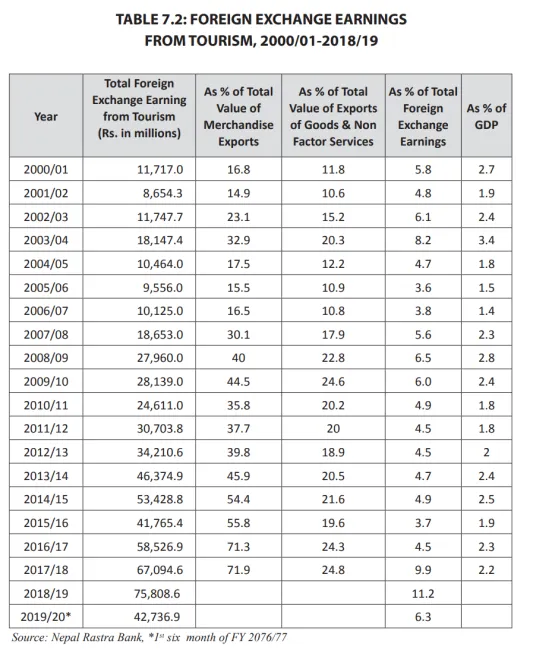 TABLE 7.2: FOREIGN EXCHANGE EARNINGS
FROM TOURISM, 2000/01-2018/19
Year | Total Foreign Exchange Earning from Tourism (Rs. in millions) | As % of Total Value of Merchandise Exports | As % of Total Value of Exports of Goods & Non Factor Services | As % of Total Foreign Exchange Earnings | As % of GDP
2000/01 11,717.0 16.8 11.8 5.8 2.7
2001/02 8,654.3 14.9 10.6 4.8 1.9
2002/03 11,747.7 23.1 15.2 6.1 2.4
2003/04 18,147.4 32.9 20.3 8.2 3.4
2004/05 10,464.0 17.5 12.2 4.7 1.8
2005/06 9,556.0 15.5 10.9 3.6 1.5
2006/07 10,125.0 16.5 10.8 3.8 1.4
2007/08 18,653.0 30.1 17.9 5.6 2.3
2008/09 27,960.0 40 22.8 6.5 2.8
2009/10 28,139.0 44.5 24.6 6.0 2.4
2010/11 24,611.0 35.8 20.2 4.9 1.8
2011/12 30,703.8 37.7 20 4.5 1.8
2012/13 34,210.6 39.8 18.9 4.5 2
2013/14 46,374.9 45.9 20.5 4.7 2.4
2014/15 53,428.8 54.4 21.6 4.9 2.5
2015/16 41,765.4 55.8 19.6 3.7 1.9
2016/17 58,526.9 71.3 24.3 4.5 2.3
2017/18 67,094.6 71.9 24.8 9.9 2.2
2018/19 75,808.6 11.2
2019/20* 42,736.9 6.3
Source: Nepal Rastra Bank, *1st six month of FY 2076/77